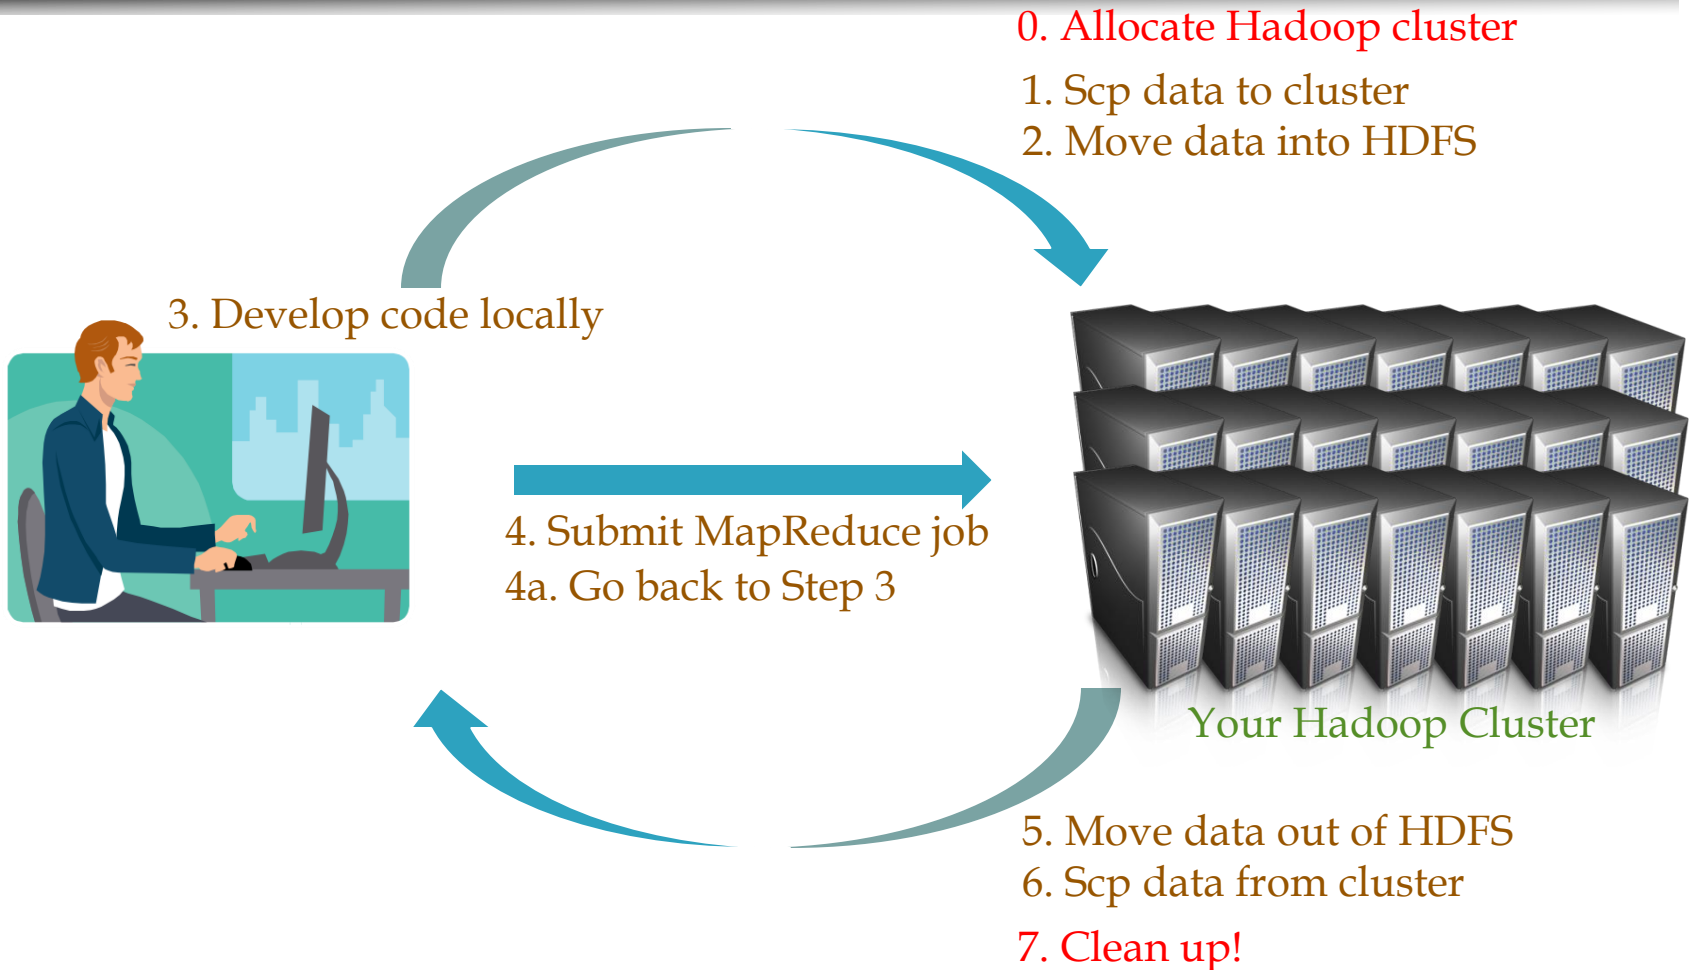 0. Allocate Hadoop cluster
1. Scp data to cluster
2. Move data into HDFS
3. Develop code locally
4. Submit MapReduce job
4a. Go back to Step 3
Your Hadoop Cluster
5. Move data out of HDFS
6. Scp data from cluster
7. Clean up!